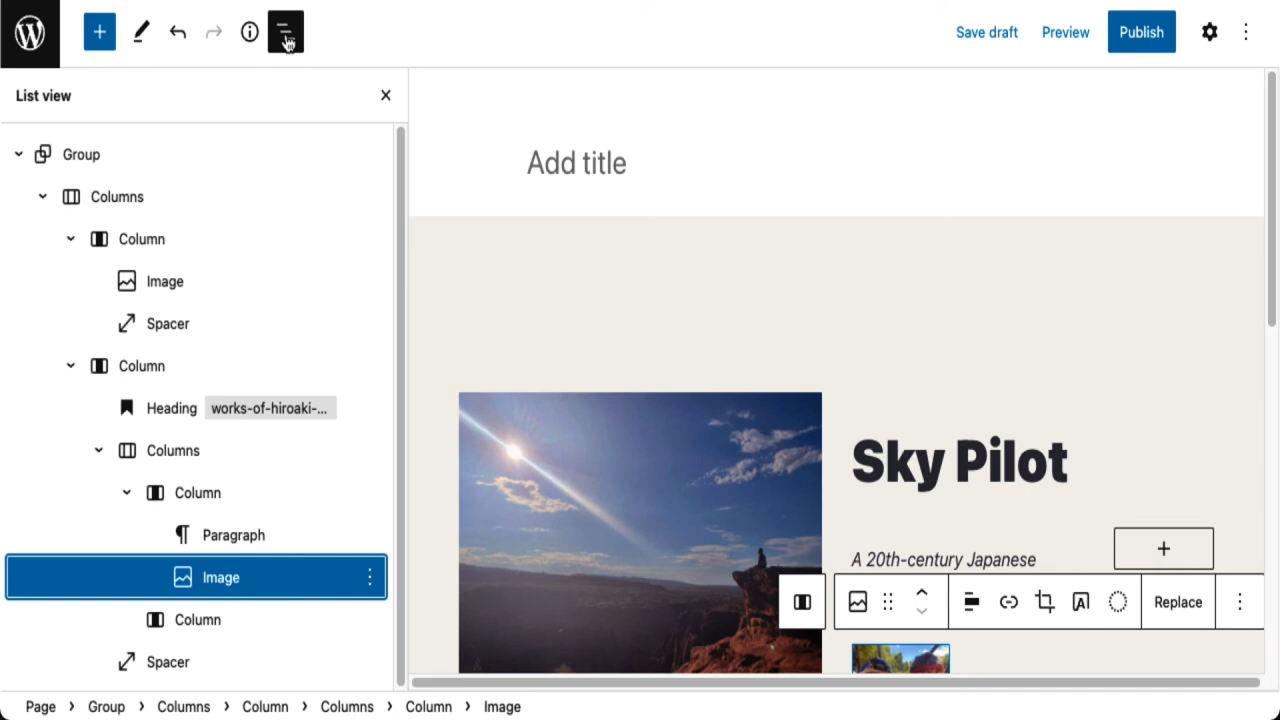 Save draft Preview Publish
List view
Add title
Group
Columns
Column
Image
Spacer
Column
Heading works-of-hiroaki-...
Columns
Column
Paragraph
Image
Column
Spacer
Sky Pilot
A 20th-century Japanese
Replace
Page > Group > Columns > Column > Columns > Column > Image